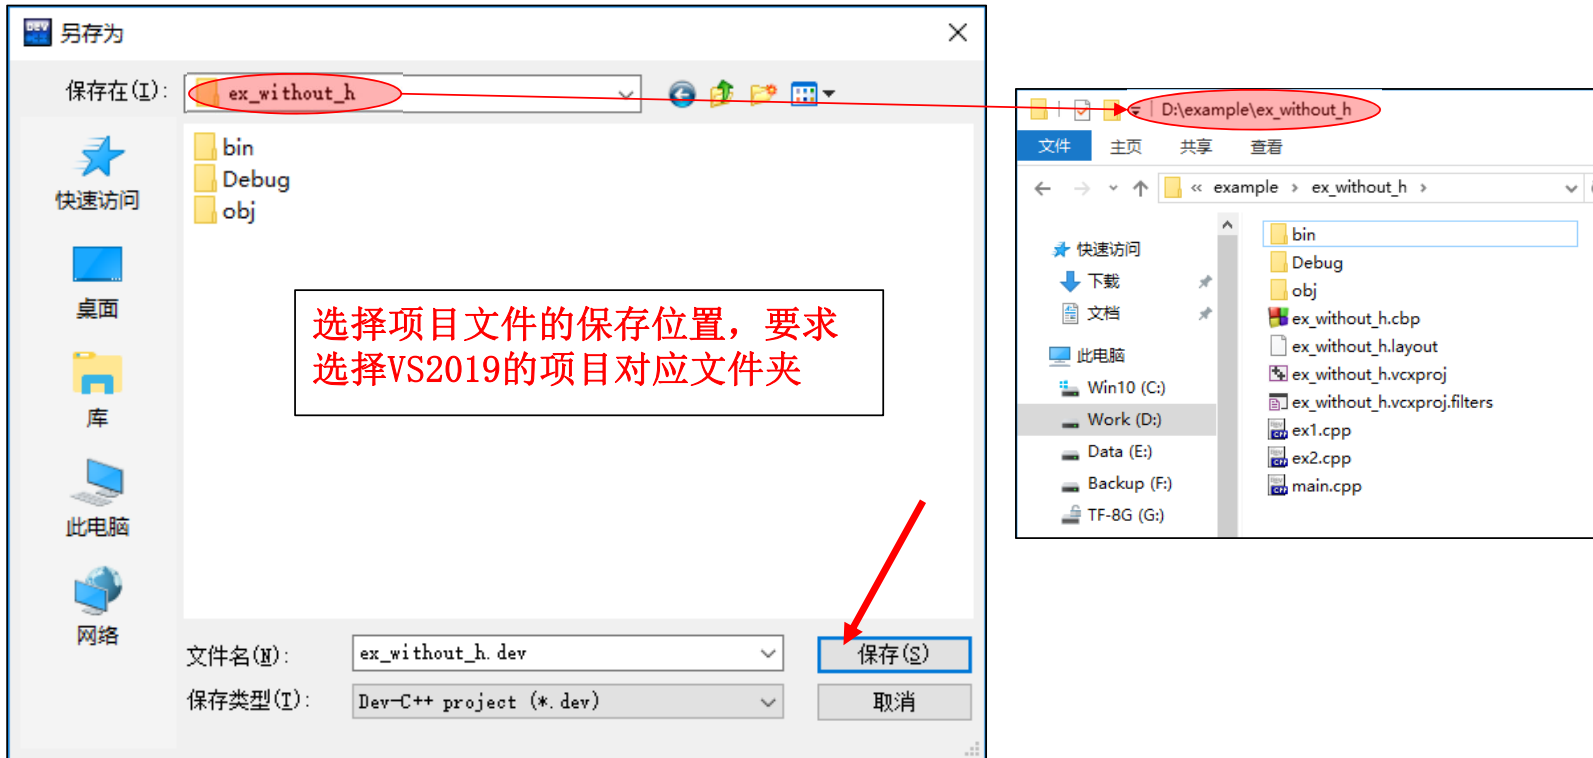 另存为
保存在(I):
ex_without_h
快速访问
桌面
库
此电脑
网络
bin
Debug
obj
选择项目文件的保存位置，要求
选择VS2019的项目对应文件夹
文件名(N):
ex_without_h.dev
保存(S)
保存类型(T):
Dev-C++ project (*.dev)
取消
D:\example\ex_without_h
文件 主页 共享 查看
« example › ex_without_h ›
快速访问
下载
文档
此电脑
Win10 (C:)
Work (D:)
Data (E:)
Backup (F:)
TF-8G (G:)
bin
Debug
obj
ex_without_h.cbp
ex_without_h.layout
ex_without_h.vcxproj
ex_without_h.vcxproj.filters
ex1.cpp
ex2.cpp
main.cpp